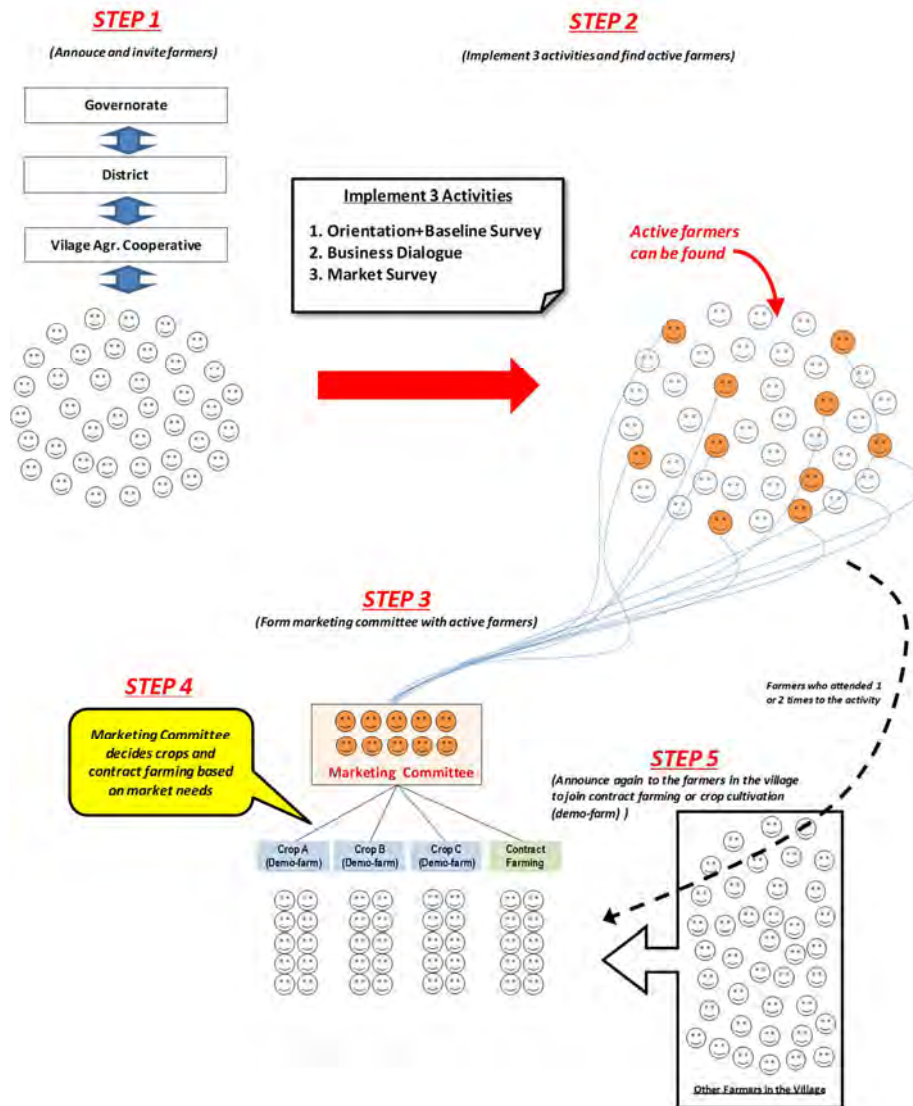 STEP 1
(Annouce and invite farmers)
Governorate
District
Vilage Agr. Cooperative
STEP 2
(Implement 3 activities and find active farmers)
Implement 3 Activities
1. Orientation+Baseline Survey
2. Business Dialogue
3. Market Survey
Active farmers
can be found
STEP 3
(Form marketing committee with active farmers)
STEP 4
Marketing Committee
decides crops and
contract farming based
on market needs
Marketing Committee
Crop A
(Demo-farm)
Crop B
(Demo-farm)
Crop C
(Demo-farm)
Contract
Farming
Farmers who attended 1
or 2 times to the activity
STEP 5
(Announce again to the farmers in the village
to join contract farming or crop cultivation
(demo-farm) )
Other Farmers in the Village